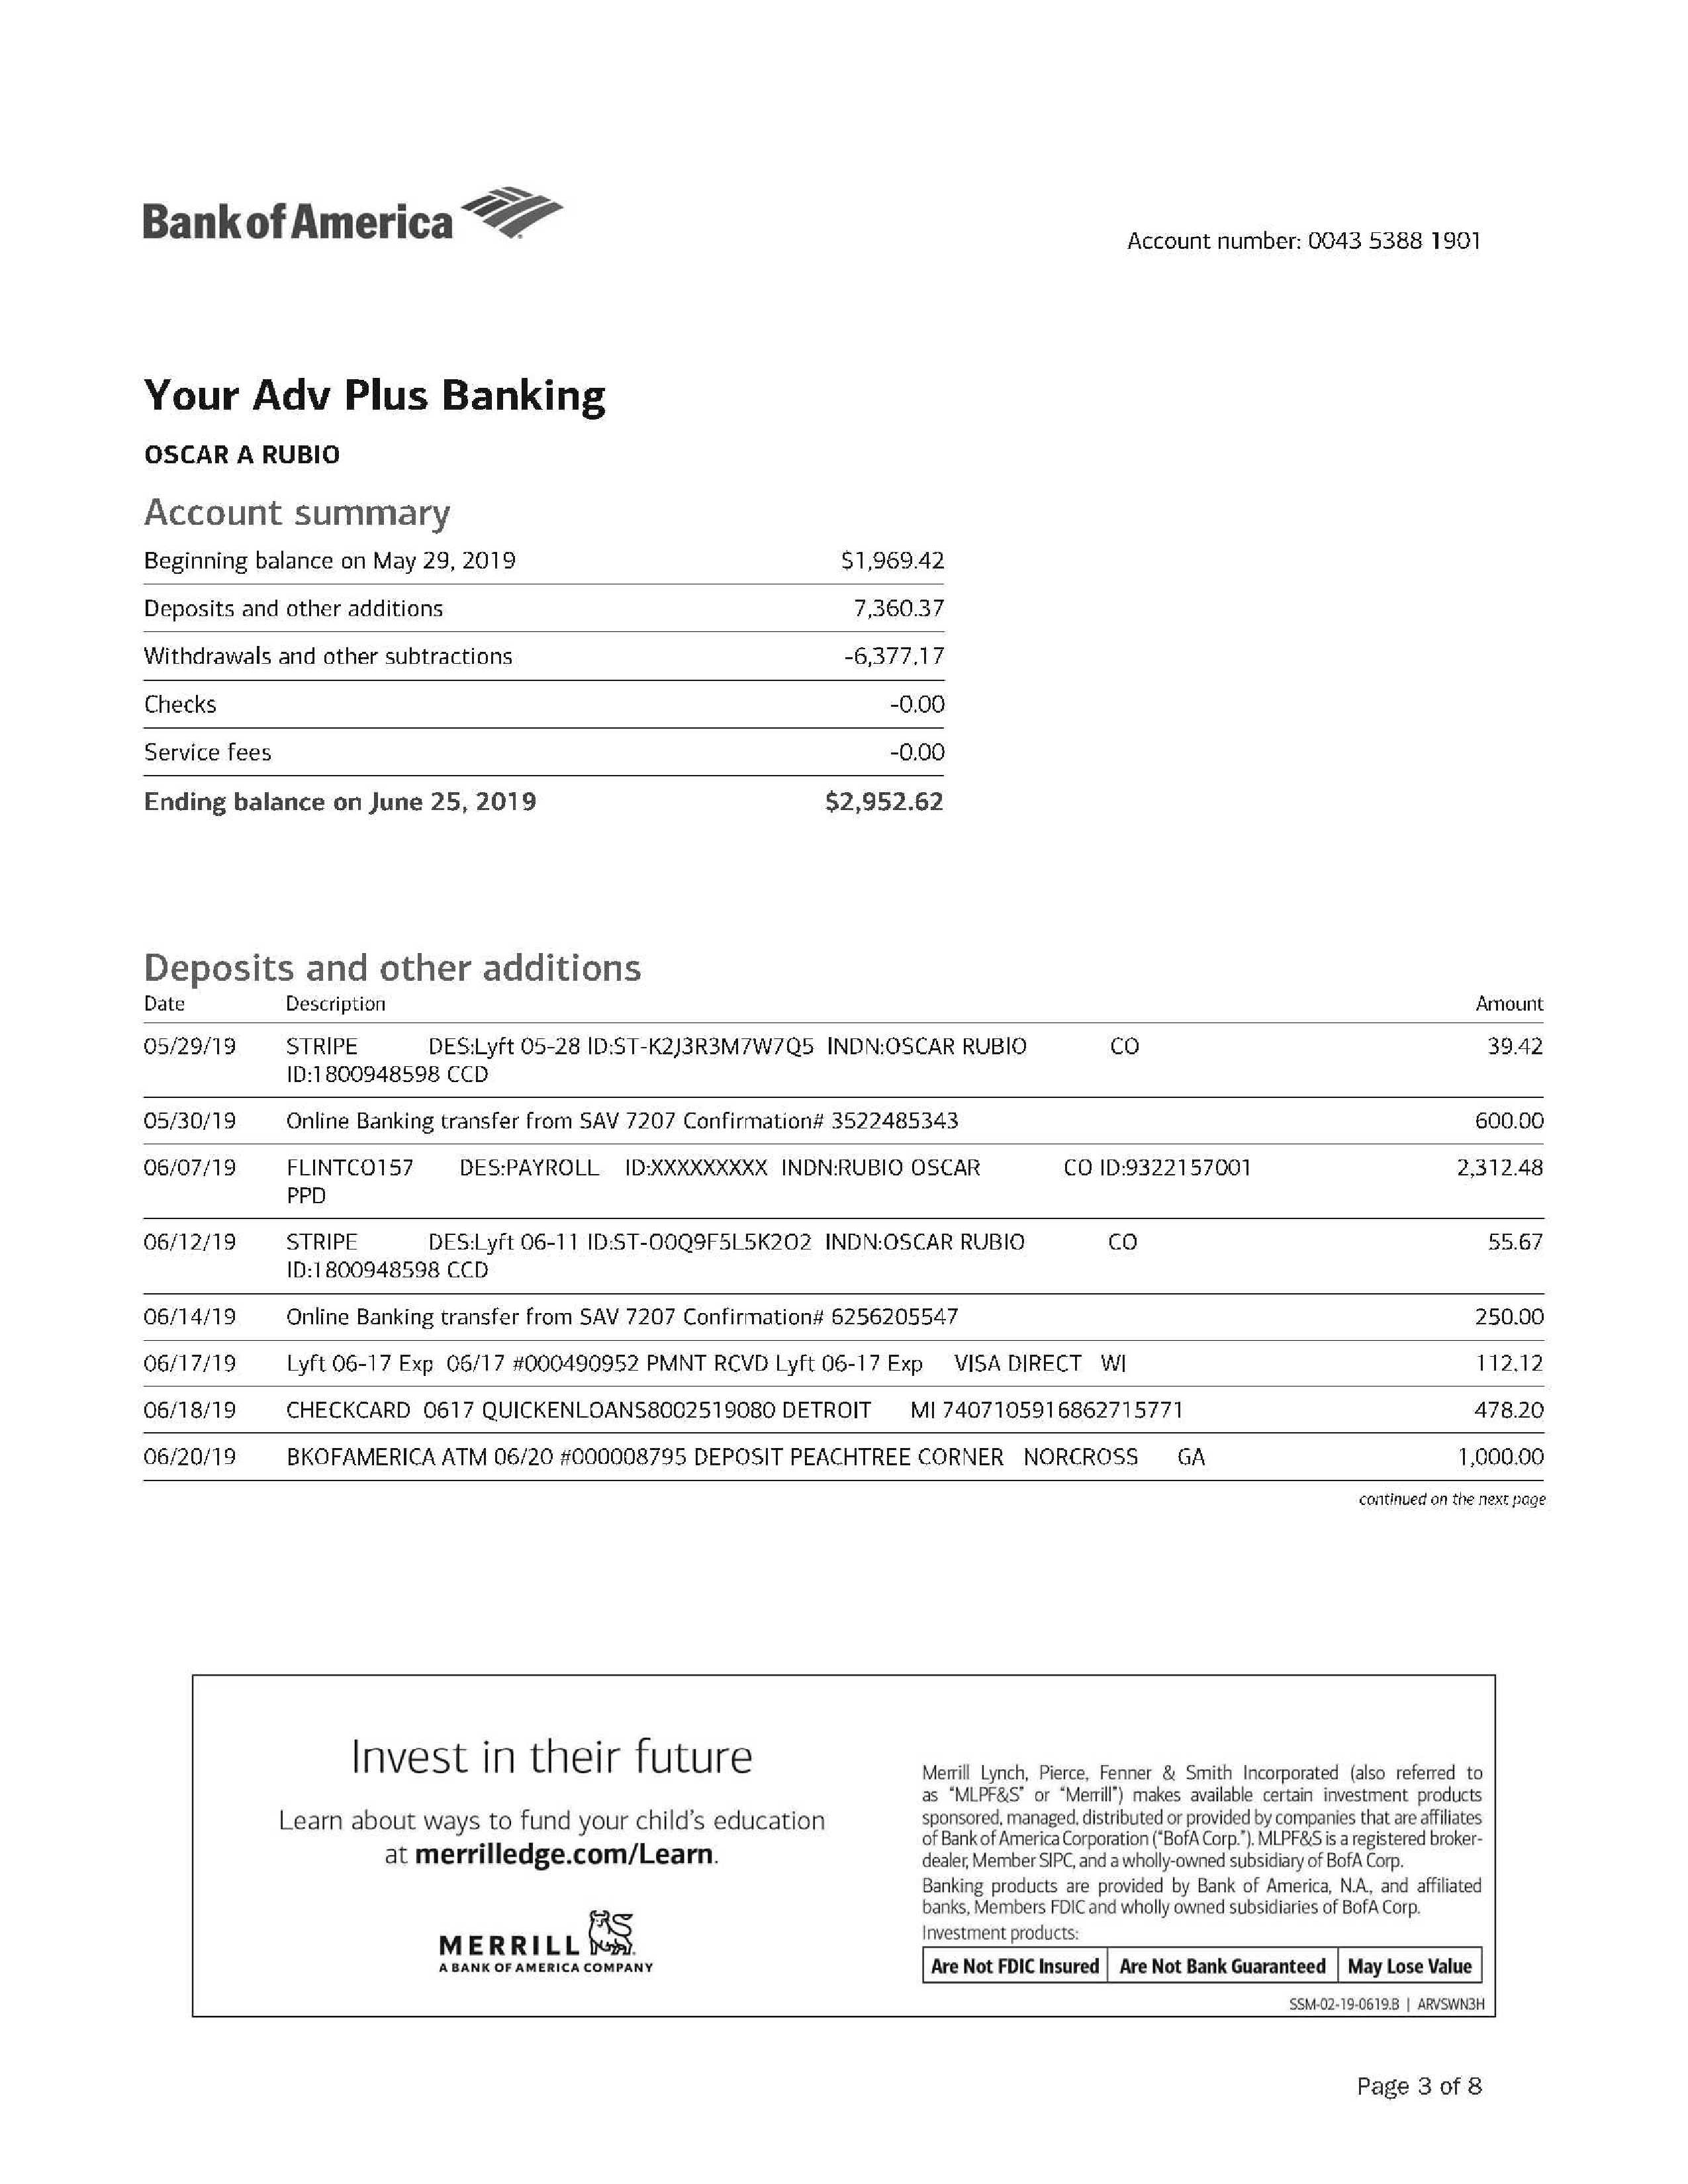 Bank of America
Account number: 0043 5388 1901
Your Adv Plus Banking
OSCAR A RUBIO
Account summary
Beginning balance on May 29, 2019 $1,969.42
Deposits and other additions 7,360.37
Withdrawals and other subtractions -6,377.17
Checks -0.00
Service fees -0.00
Ending balance on June 25, 2019 $2,952.62
Deposits and other additions
Date Description Amount
05/29/19 STRIPE DES:Lyft 05-28 ID:ST-K2J3R3M7W7Q5 INDN:OSCAR RUBIO CO 39.42
ID:1800948598 CCD
05/30/19 Online Banking transfer from SAV 7207 Confirmation# 3522485343 600.00
06/07/19 FLINTCO157 DES:PAYROLL ID:XXXXXXXXX INDN:RUBIO OSCAR CO ID:9322157001 2,312.48
PPD
06/12/19 STRIPE DES:Lyft 06-11 ID:ST-O0Q9F5L5K2O2 INDN:OSCAR RUBIO CO 55.67
ID:1800948598 CCD
06/14/19 Online Banking transfer from SAV 7207 Confirmation# 6256205547 250.00
06/17/19 Lyft 06-17 Exp 06/17 #000490952 PMNT RCVD Lyft 06-17 Exp VISA DIRECT WI 112.12
06/18/19 CHECKCARD 0617 QUICKENLOANS8002519080 DETROIT MI 7407105916862715771 478.20
06/20/19 BKOFAMERICA ATM 06/20 #000008795 DEPOSIT PEACHTREE CORNER NORCROSS GA 1,000.00
continued on the next page
Invest in their future
Learn about ways to fund your child's education
at merrilledge.com/Learn.
MERRILL
A BANK OF AMERICA COMPANY
Merrill Lynch, Pierce, Fenner & Smith Incorporated (also referred to
as "MLPF&S" or "Merrill") makes available certain investment products
sponsored, managed, distributed or provided by companies that are affiliates
of Bank of America Corporation ("BofA Corp."). MLPF&S is a registered broker-
dealer, Member SIPC, and a wholly-owned subsidiary of BofA Corp.
Banking products are provided by Bank of America, N.A., and affiliated
banks, Members FDIC and wholly owned subsidiaries of BofA Corp.
Investment products:
Are Not FDIC Insured Are Not Bank Guaranteed May Lose Value
SSM-02-19-0619.B | ARVSWN3H
Page 3 of 8